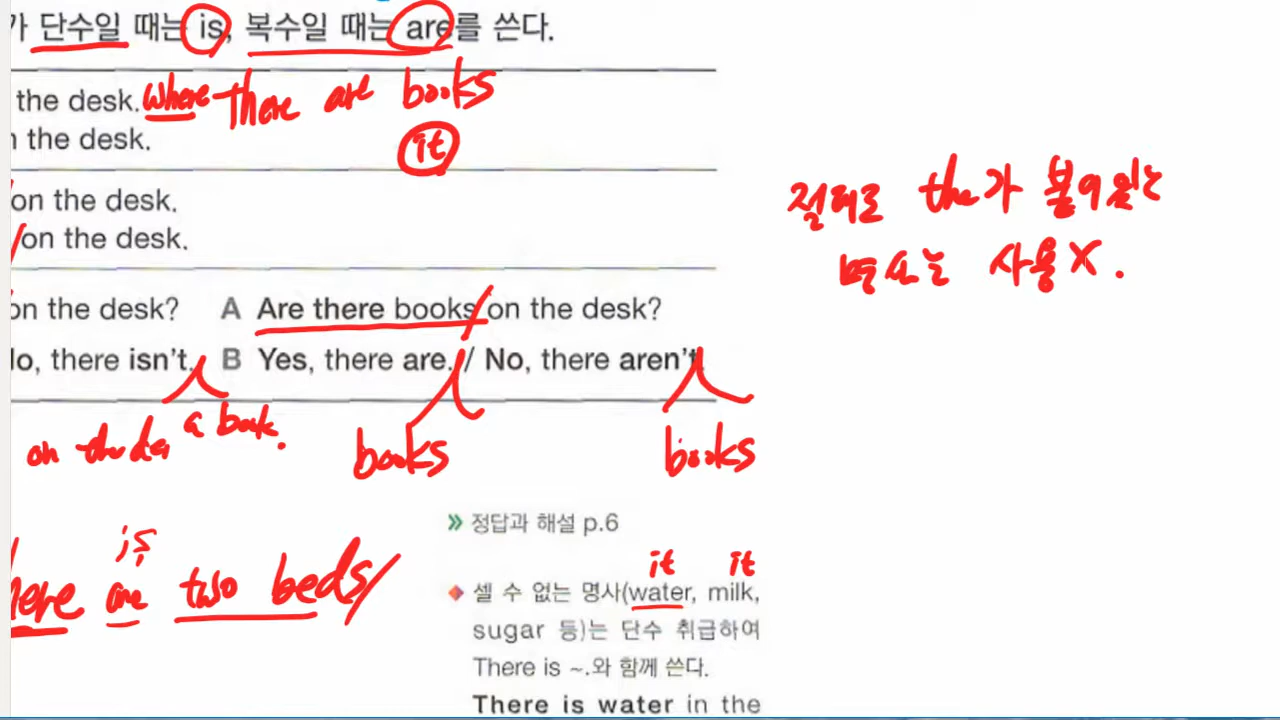 가 단수일 때는 is, 복수일 때는 are를 쓴다.
the desk. where there are books
the desk.
it
on the desk.
on the desk.
절대로 the가 붙어있는
명사는 사용X.
on the desk? A Are there books/on the desk?
No, there isn't. B Yes, there are. // No, there aren't
on the des a book.
books
books
정답과 해설 p.6
is
there are two beds/
it it
셀 수 없는 명사(water, milk,
sugar 등)는 단수 취급하여
There is ~.와 함께 쓴다.
There is water in the